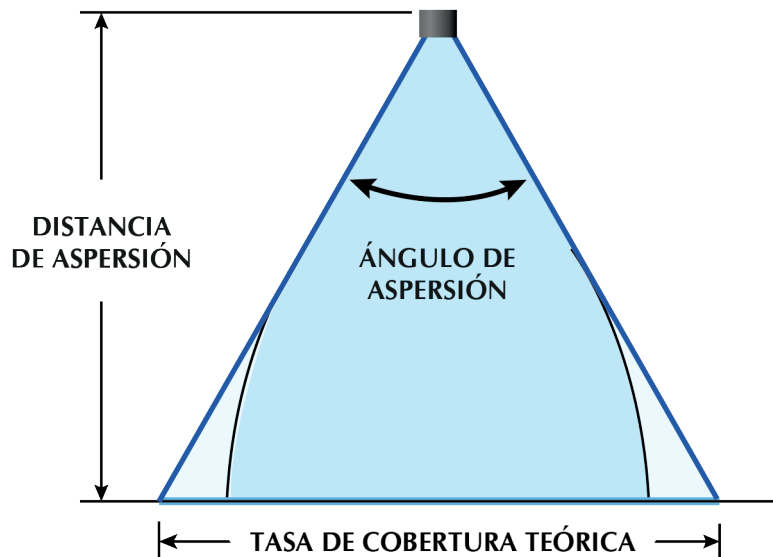 DISTANCIA
DE ASPERSIÓN
ÁNGULO DE
ASPERSIÓN
TASA DE COBERTURA TEÓRICA